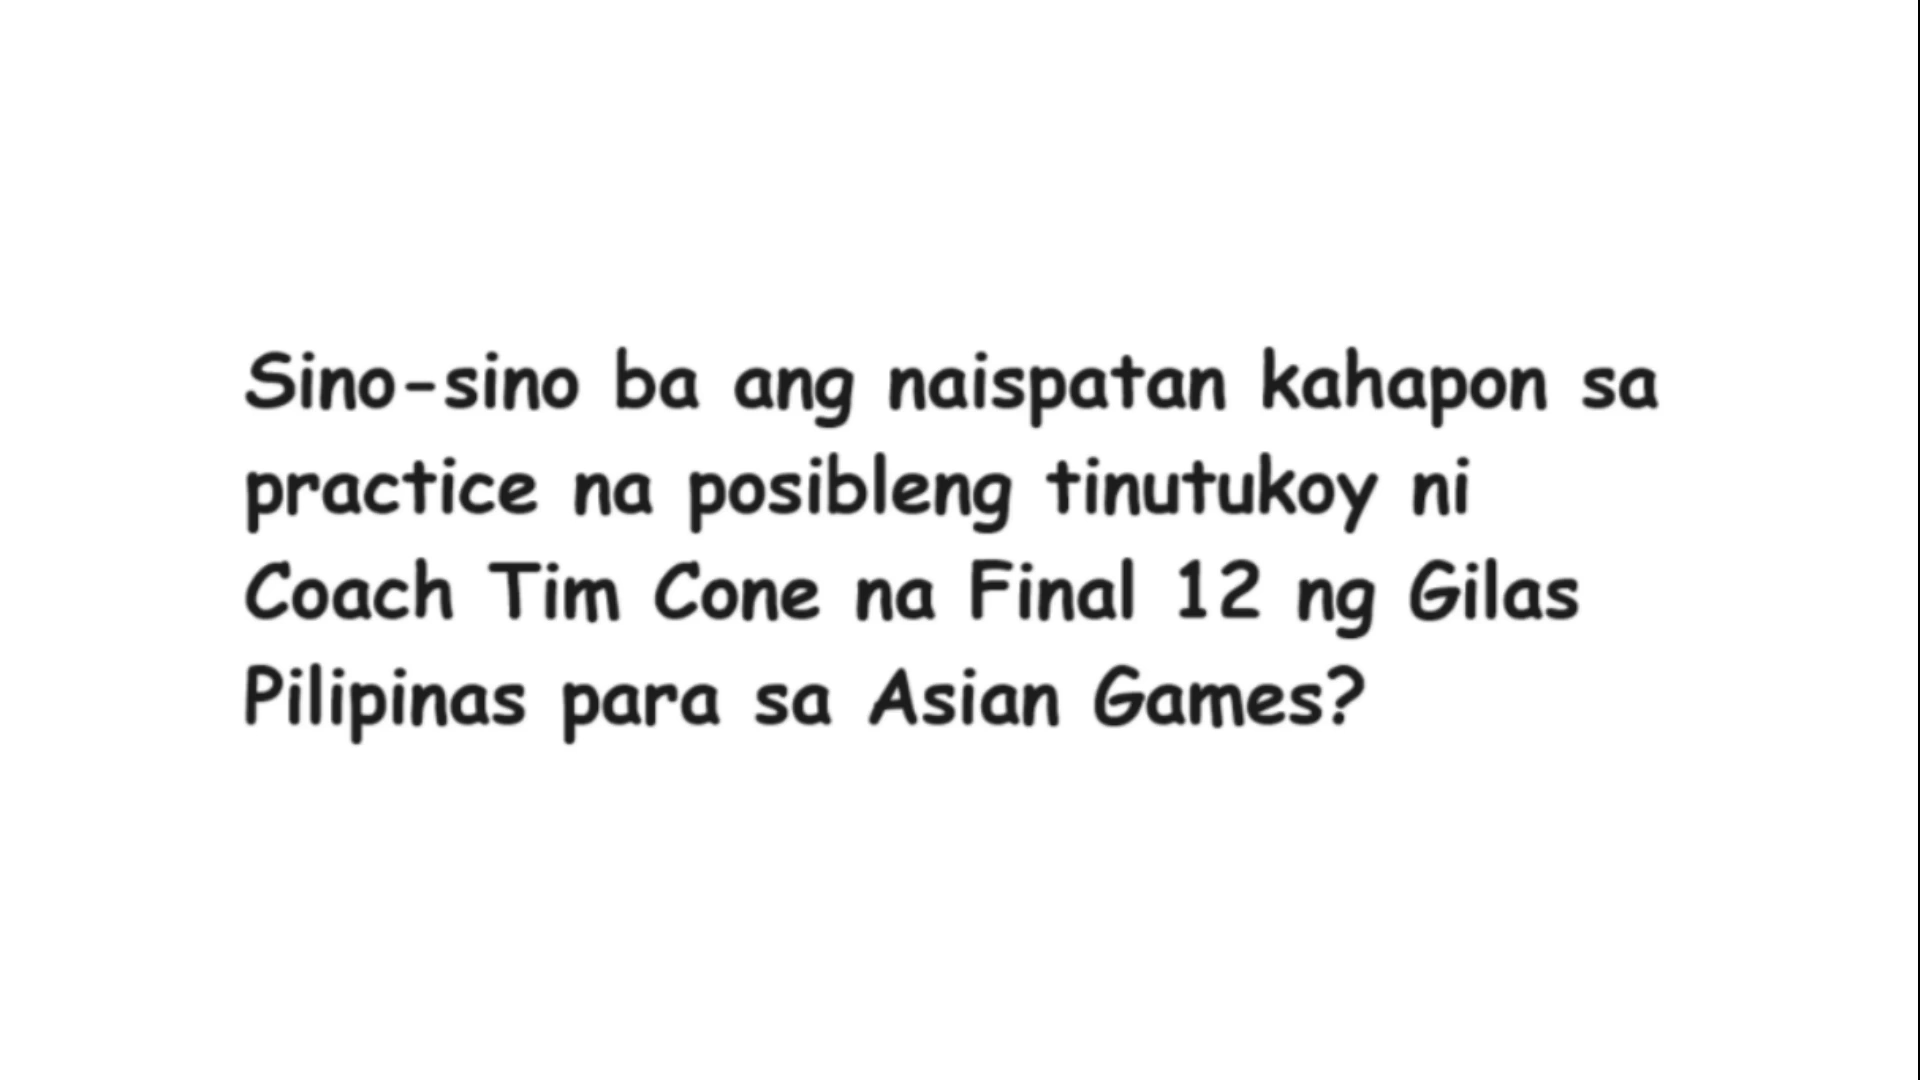 Sino-sino ba ang naispatan kahapon sa
practice na posibleng tinutukoy ni
Coach Tim Cone na Final 12 ng Gilas
Pilipinas para sa Asian Games?